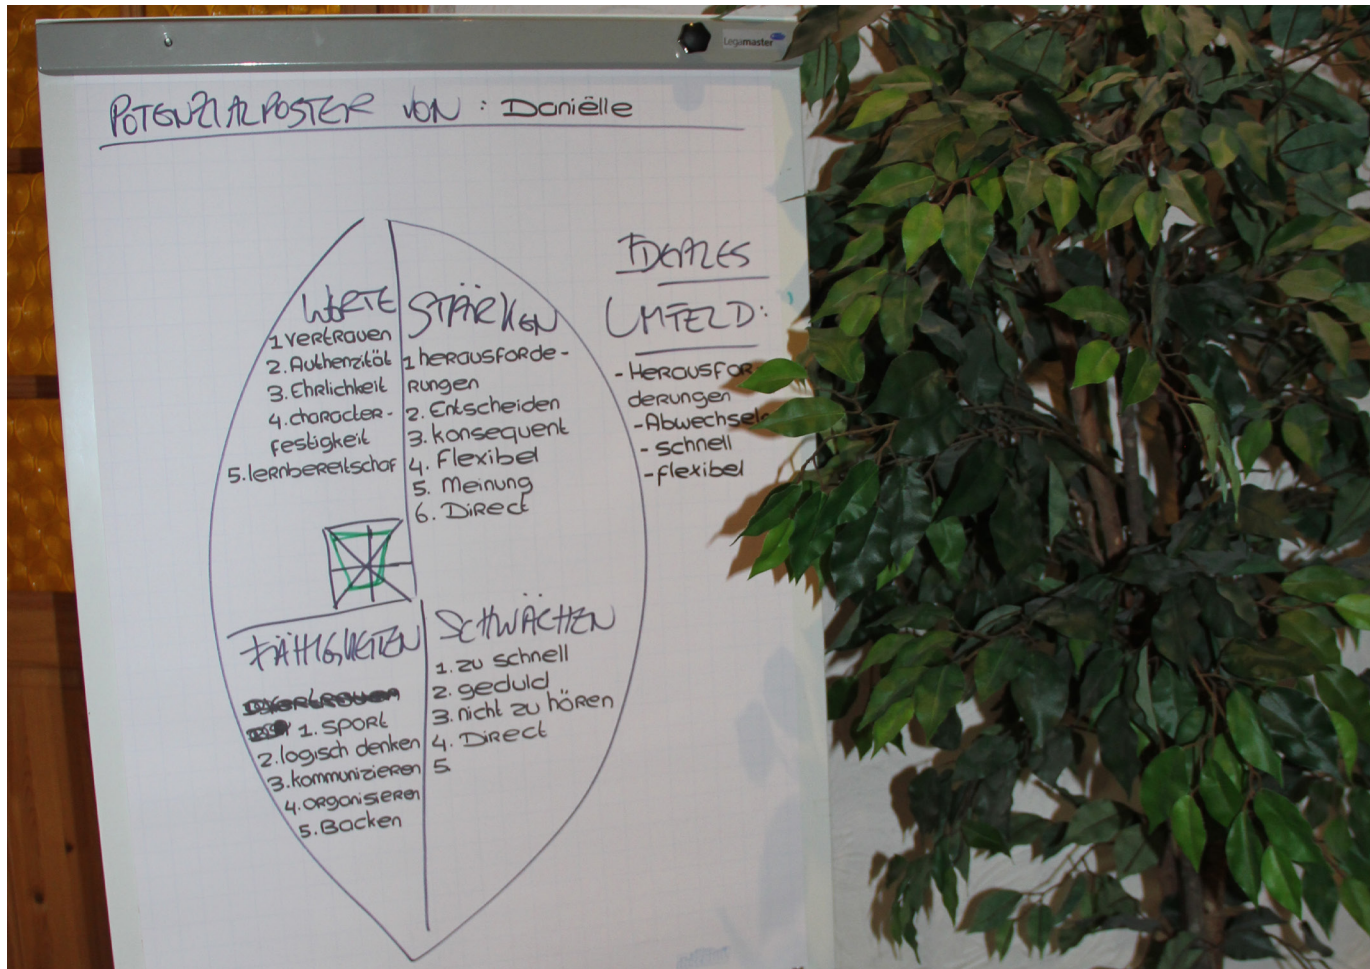 Legamaster
POTENZIALPOSTER VON : Daniëlle
WERTE
1 vertrauen
2. Authenzität
3. Ehrlichkeit
4. character-
festigkeit
5. lernbereitschaf
STÄRKEN
1 herausforde-
rungen
2. Entscheiden
3. konsequent
4. Flexibel
5. Meinung
6. Direct
IDEALES
UMFELD:
- Herausfor
derungen
- Abwechsel
- schnell
- flexibel
FÄHIGKEITEN
1. sport
2. logisch denken
3. kommunizieren
4. organisieren
5. Backen
SCHWÄCHEN
1. zu schnell
2. geduld
3. nicht zu hören
4. Direct
5